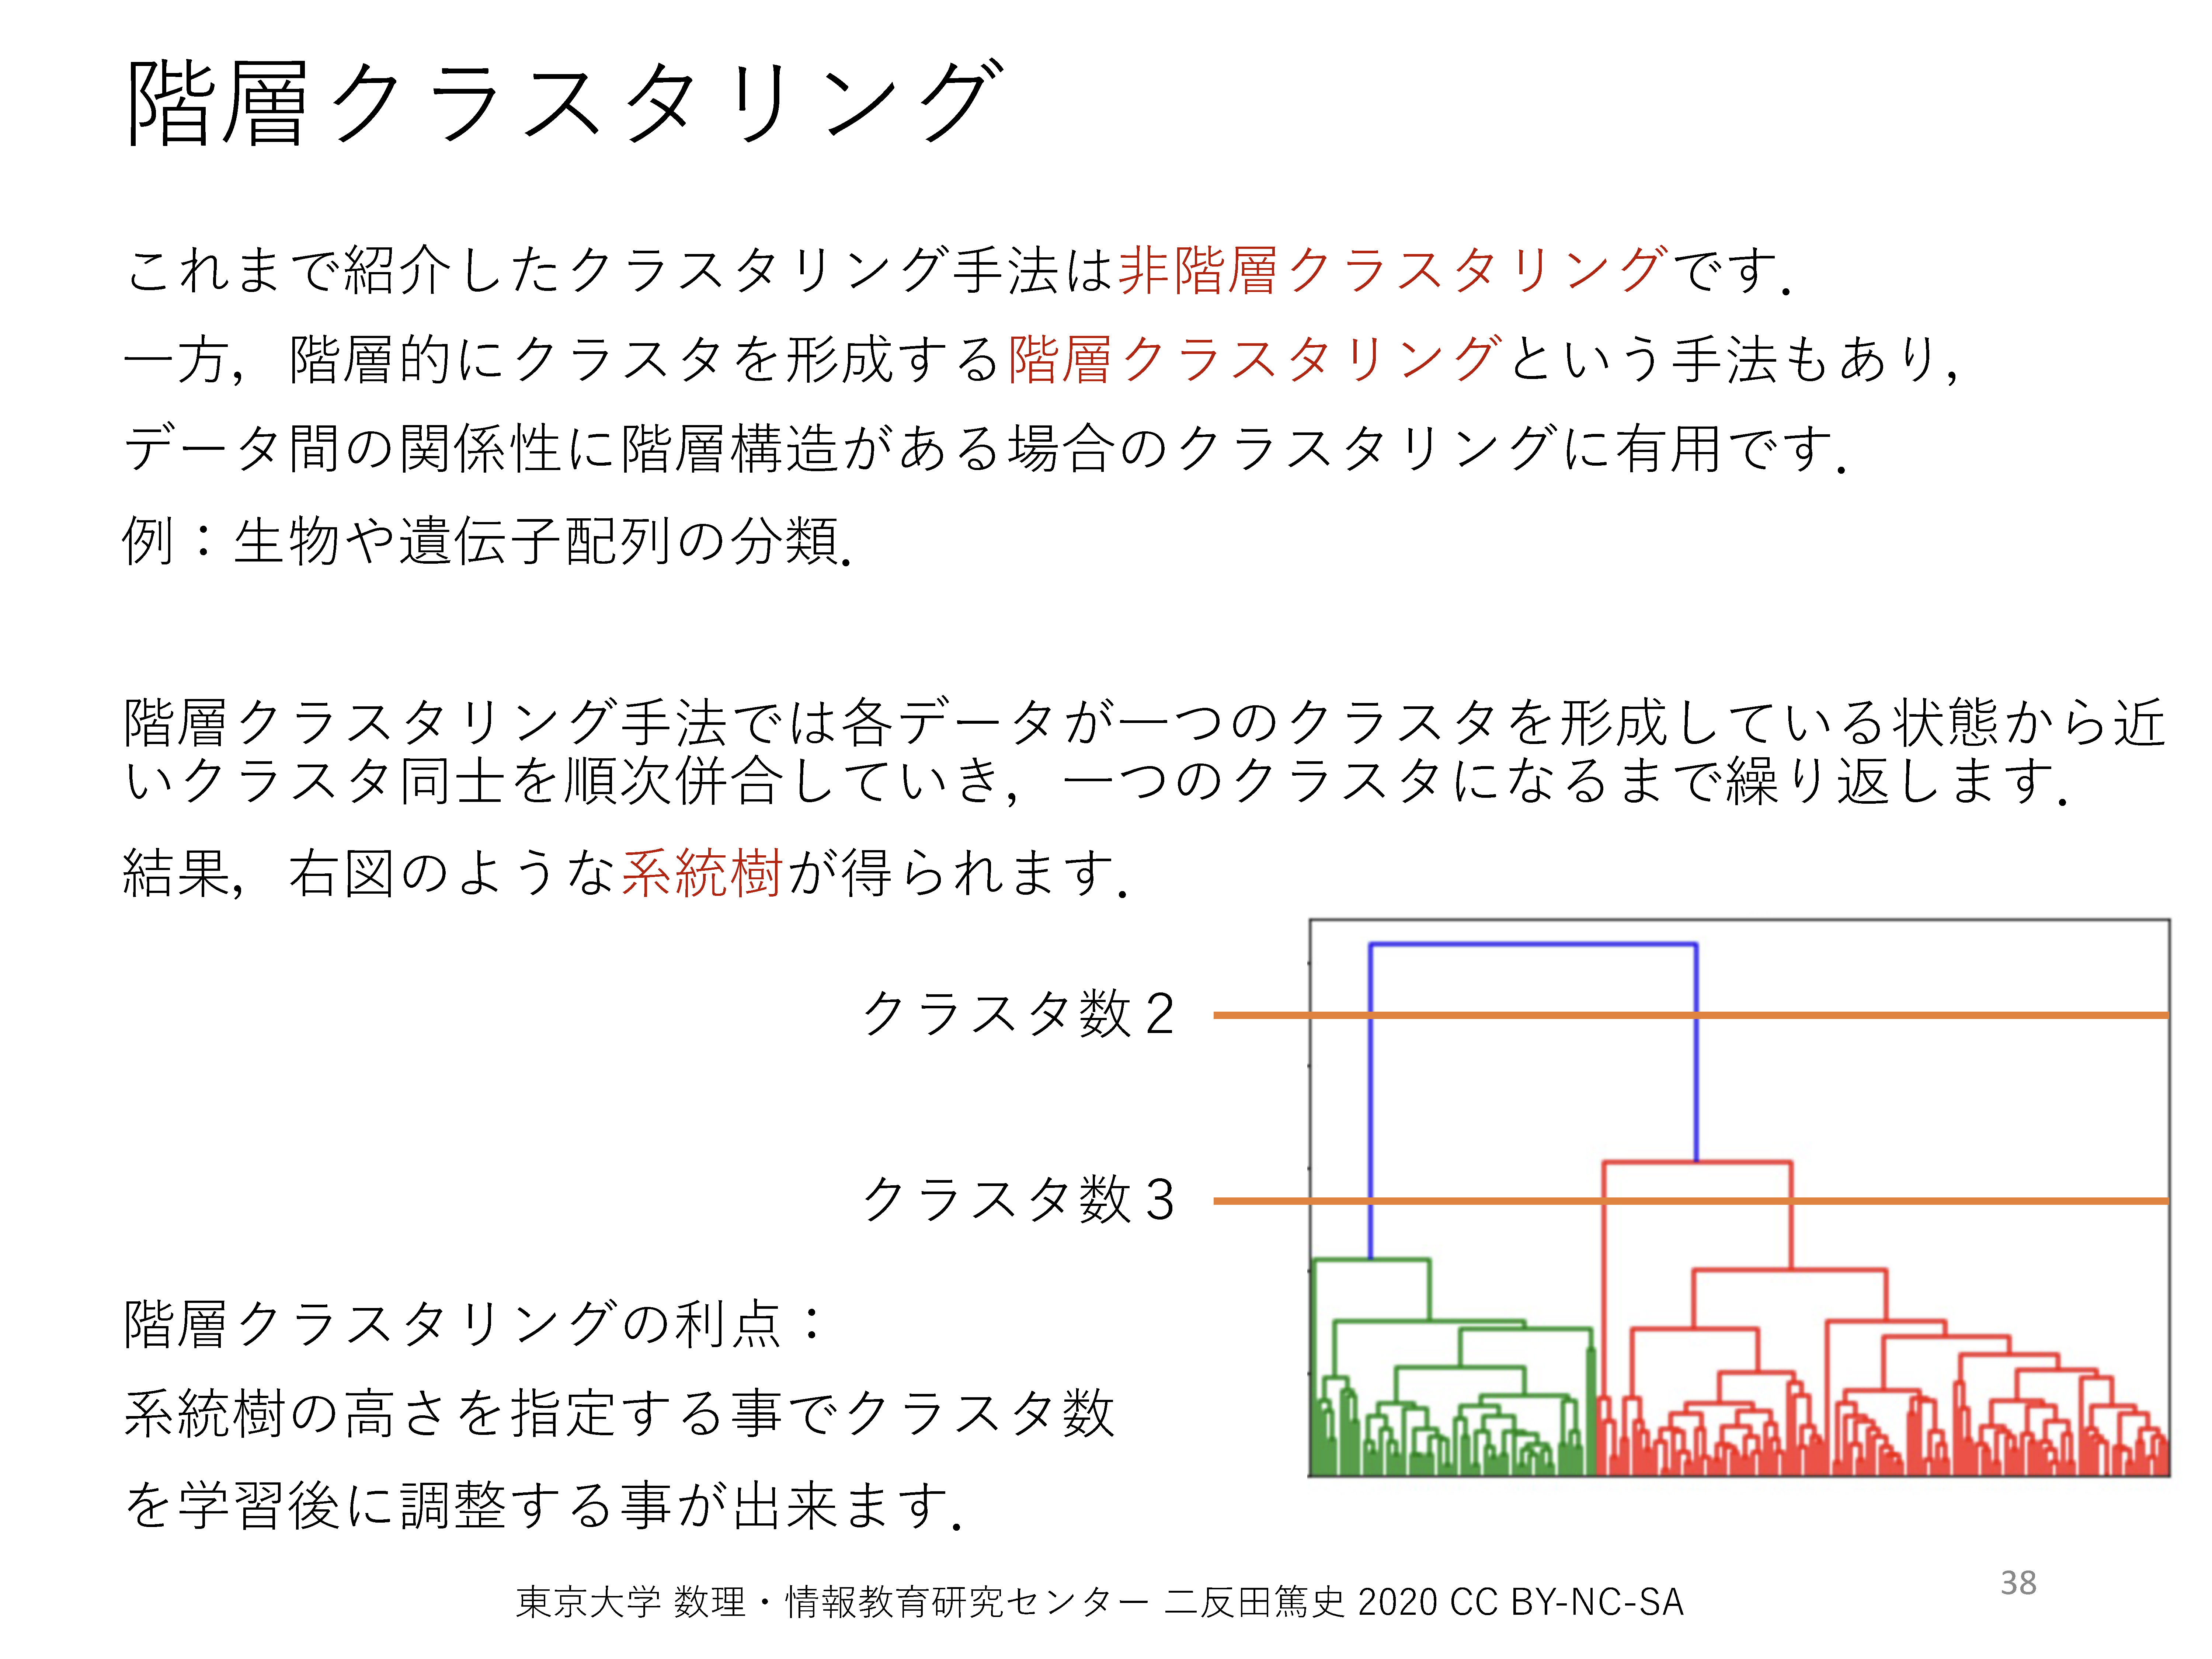 階層クラスタリング
これまで紹介したクラスタリング手法は非階層クラスタリングです．
一方，階層的にクラスタを形成する階層クラスタリングという手法もあり，
データ間の関係性に階層構造がある場合のクラスタリングに有用です．
例：生物や遺伝子配列の分類．
階層クラスタリング手法では各データが一つのクラスタを形成している状態から近
いクラスタ同士を順次併合していき，一つのクラスタになるまで繰り返します．
結果，右図のような系統樹が得られます．
クラスタ数２
クラスタ数３
階層クラスタリングの利点：
系統樹の高さを指定する事でクラスタ数
を学習後に調整する事が出来ます．
東京大学 数理・情報教育研究センター 二反田篤史 2020 CC BY-NC-SA
38